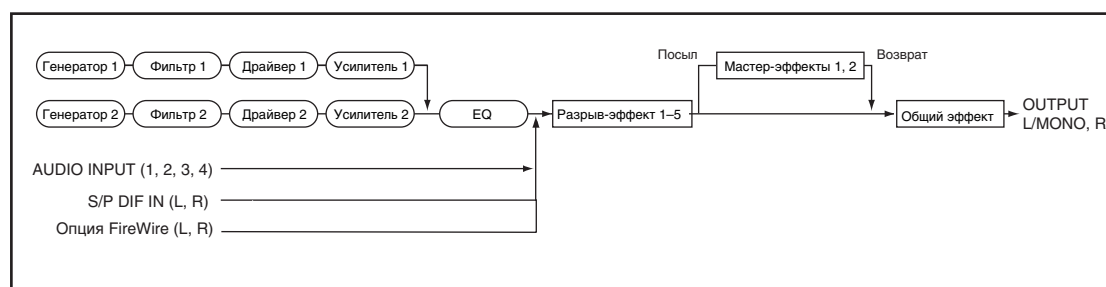 Посыл
Возврат
Генератор 1
Фильтр 1
Драйвер 1
Усилитель 1
Мастер-эффекты 1, 2
Генератор 2
Фильтр 2
Драйвер 2
Усилитель 2
EQ
Разрыв-эффект 1–5
Общий эффект
OUTPUT
L/MONO, R
AUDIO INPUT (1, 2, 3, 4)
S/P DIF IN (L, R)
Опция FireWire (L, R)